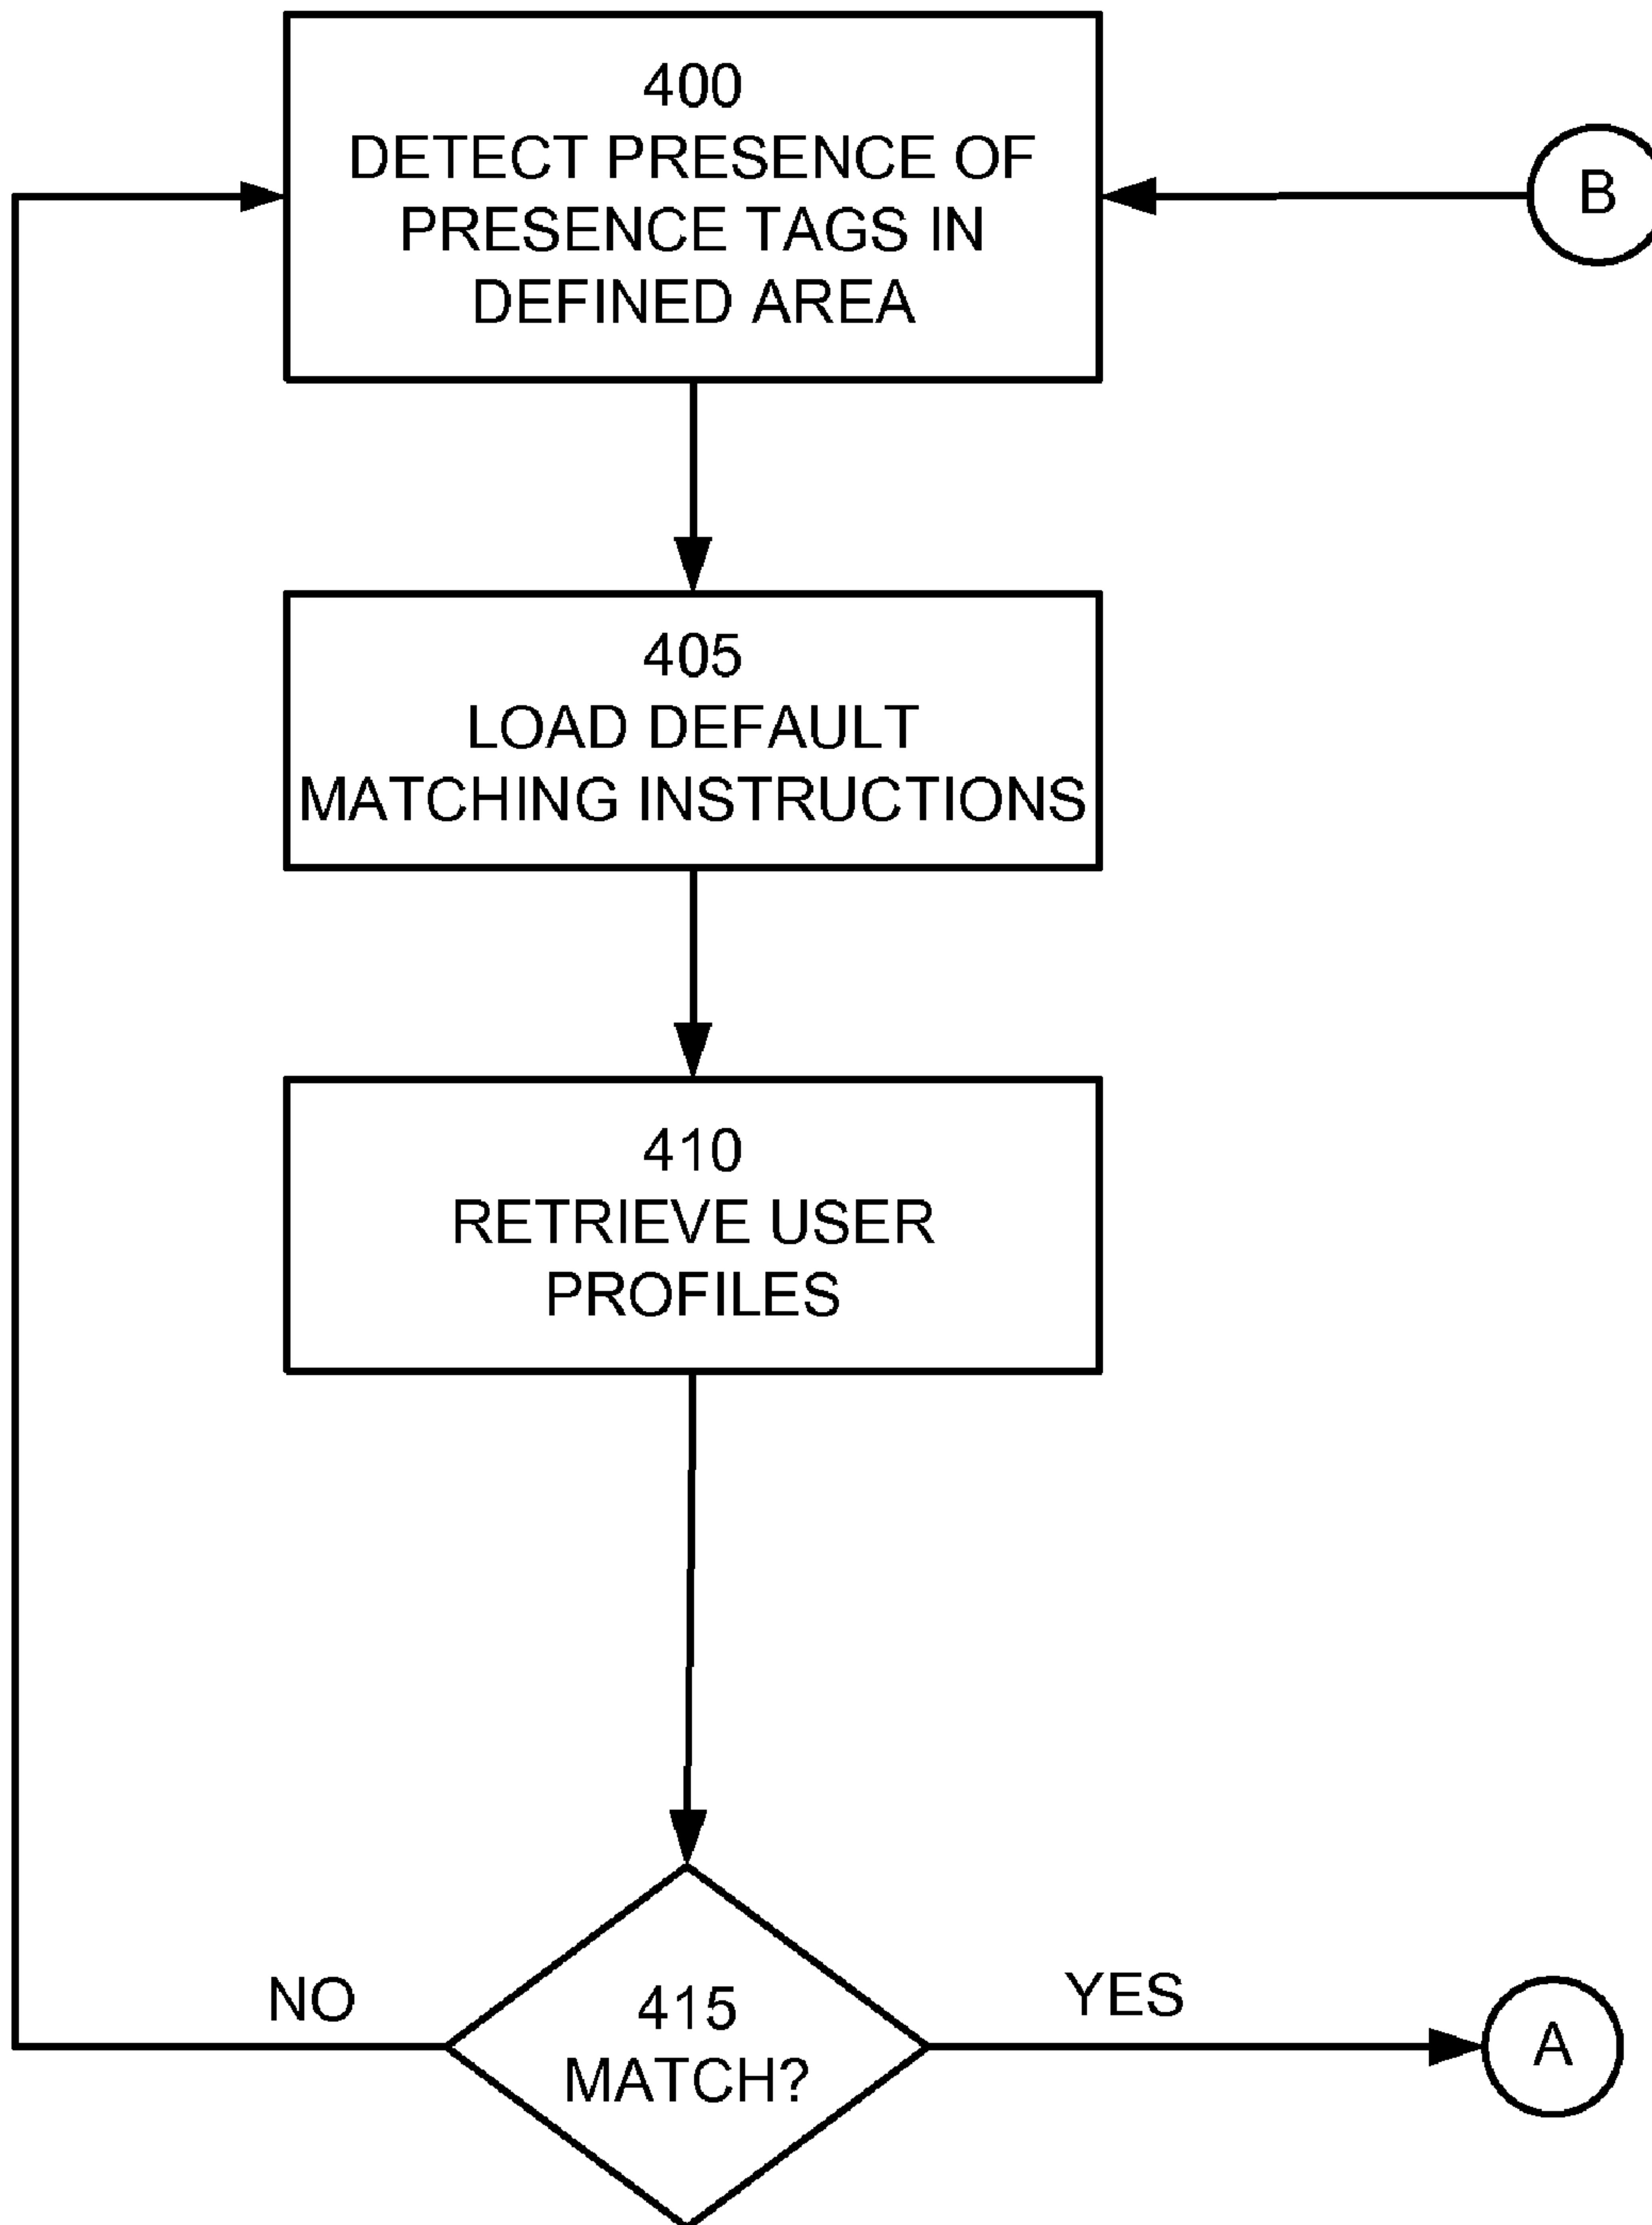 400
DETECT PRESENCE OF
PRESENCE TAGS IN
DEFINED AREA
B
405
LOAD DEFAULT
MATCHING INSTRUCTIONS
410
RETRIEVE USER
PROFILES
NO
415
MATCH?
YES
A